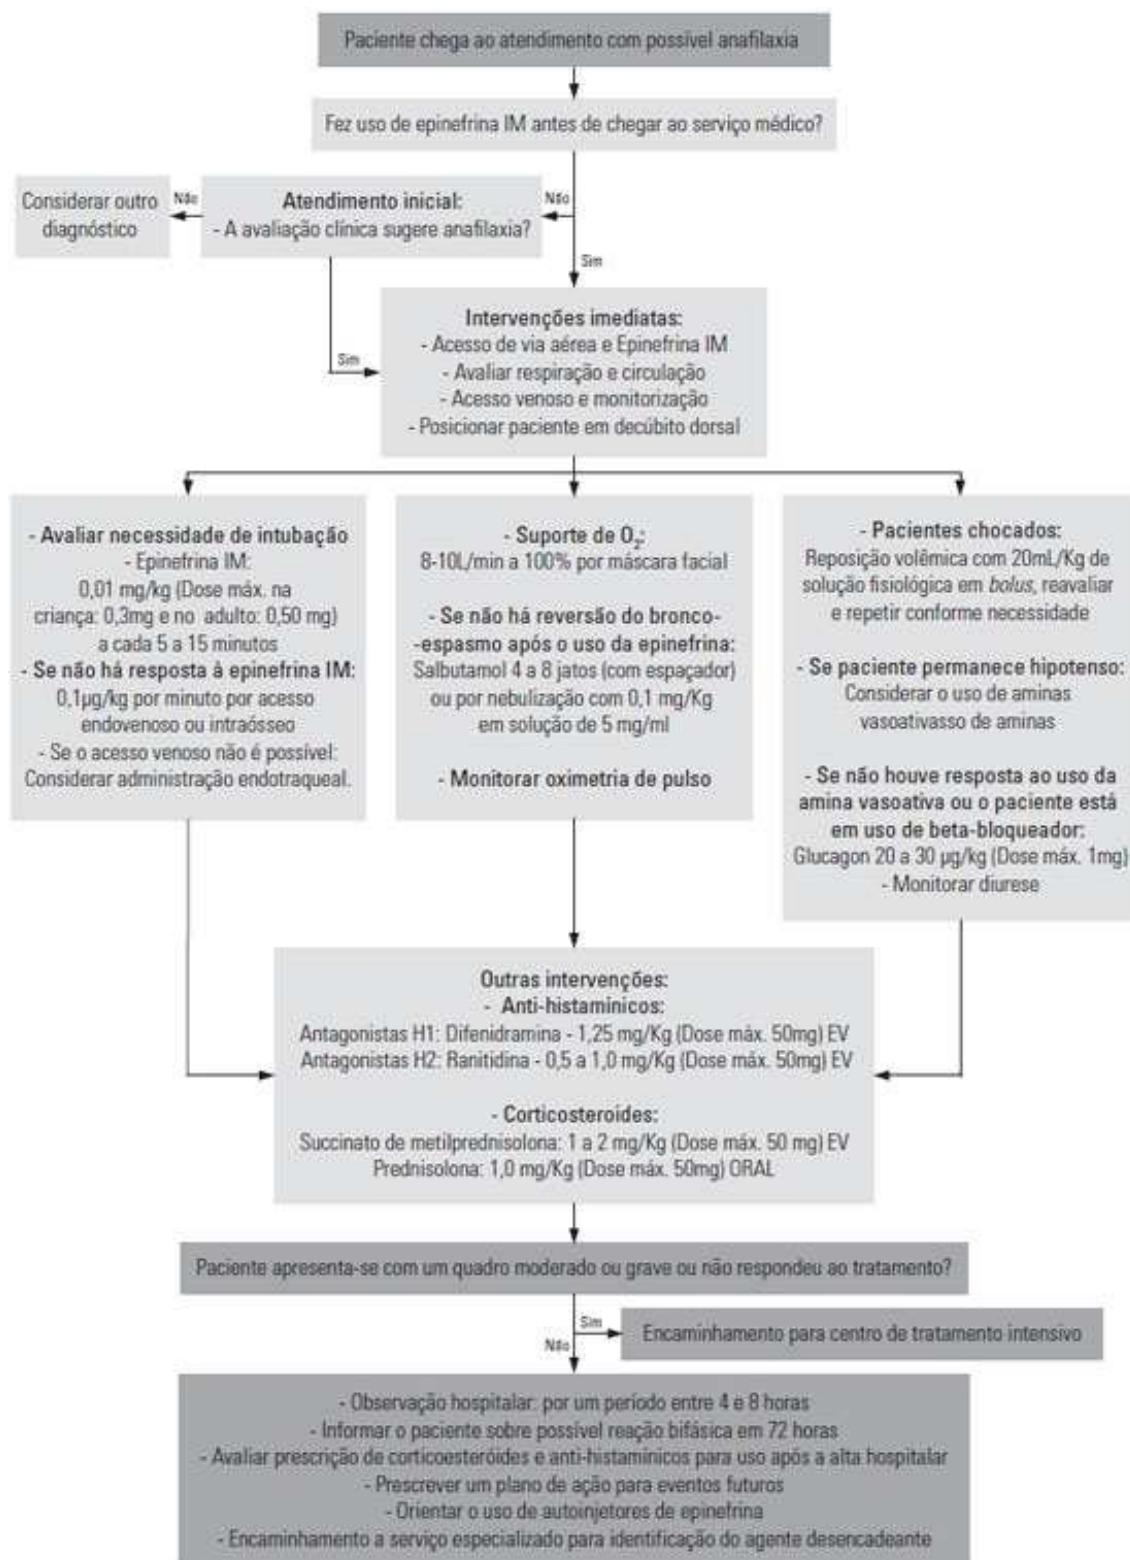 Paciente chega ao atendimento com possível anafilaxia
Fez uso de epinefrina IM antes de chegar ao serviço médico?
Considerar outro
diagnóstico
Não
Atendimento inicial:
- A avaliação clínica sugere anafilaxia?
Não
Sim
Sim
Intervenções imediatas:
- Acesso de via aérea e Epinefrina IM
- Avaliar respiração e circulação
- Acesso venoso e monitorização
- Posicionar paciente em decúbito dorsal
- Avaliar necessidade de intubação
- Epinefrina IM:
0,01 mg/kg (Dose máx. na
criança: 0,3mg e no adulto: 0,50 mg)
a cada 5 a 15 minutos
- Se não há resposta à epinefrina IM:
0,1µg/kg por minuto por acesso
endovenoso ou intraósseo
- Se o acesso venoso não é possível:
Considerar administração endotraqueal.
- Suporte de O₂:
8-10L/min a 100% por máscara facial
- Se não há reversão do bronco-
-espasmo após o uso da epinefrina:
Salbutamol 4 a 8 jatos (com espaçador)
ou por nebulização com 0,1 mg/Kg
em solução de 5 mg/ml
- Monitorar oximetria de pulso
- Pacientes chocados:
Reposição volêmica com 20mL/Kg de
solução fisiológica em bolus, reavaliar
e repetir conforme necessidade
- Se paciente permanece hipotenso:
Considerar o uso de aminas
vasoativasso de aminas
- Se não houve resposta ao uso da
amina vasoativa ou o paciente está
em uso de beta-bloqueador:
Glucagon 20 a 30 µg/kg (Dose máx. 1mg)
- Monitorar diurese
Outras intervenções:
- Anti-histamínicos:
Antagonistas H1: Difenidramina - 1,25 mg/Kg (Dose máx. 50mg) EV
Antagonistas H2: Ranitidina - 0,5 a 1,0 mg/Kg (Dose máx. 50mg) EV
- Corticosteroides:
Succinato de metilprednisolona: 1 a 2 mg/Kg (Dose máx. 50 mg) EV
Prednisolona: 1,0 mg/Kg (Dose máx. 50mg) ORAL
Paciente apresenta-se com um quadro moderado ou grave ou não respondeu ao tratamento?
Sim
Não
Encaminhamento para centro de tratamento intensivo
- Observação hospitalar: por um período entre 4 e 8 horas
- Informar o paciente sobre possível reação bifásica em 72 horas
- Avaliar prescrição de corticoesteróides e anti-histamínicos para uso após a alta hospitalar
- Prescrever um plano de ação para eventos futuros
- Orientar o uso de autoinjetores de epinefrina
- Encaminhamento a serviço especializado para identificação do agente desencadeante